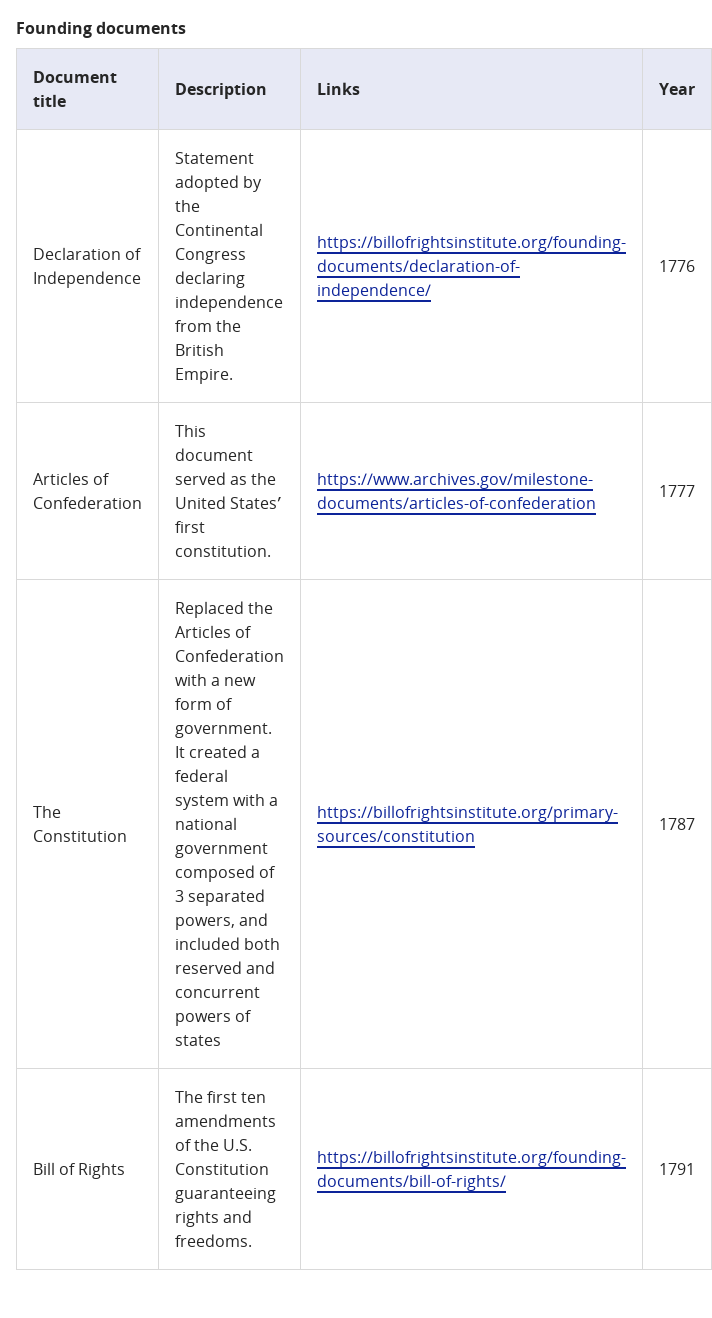 Founding documents
Document
title
Description
Links
Year
Declaration of
Independence
Statement
adopted by
the
Continental
Congress
declaring
independence
from the
British
Empire.
https://billofrightsinstitute.org/founding-
documents/declaration-of-
independence/
1776
Articles of
Confederation
This
document
served as the
United States’
first
constitution.
https://www.archives.gov/milestone-
documents/articles-of-confederation
1777
The
Constitution
Replaced the
Articles of
Confederation
with a new
form of
government.
It created a
federal
system with a
national
government
composed of
3 separated
powers, and
included both
reserved and
concurrent
powers of
states
https://billofrightsinstitute.org/primary-
sources/constitution
1787
Bill of Rights
The first ten
amendments
of the U.S.
Constitution
guaranteeing
rights and
freedoms.
https://billofrightsinstitute.org/founding-
documents/bill-of-rights/
1791